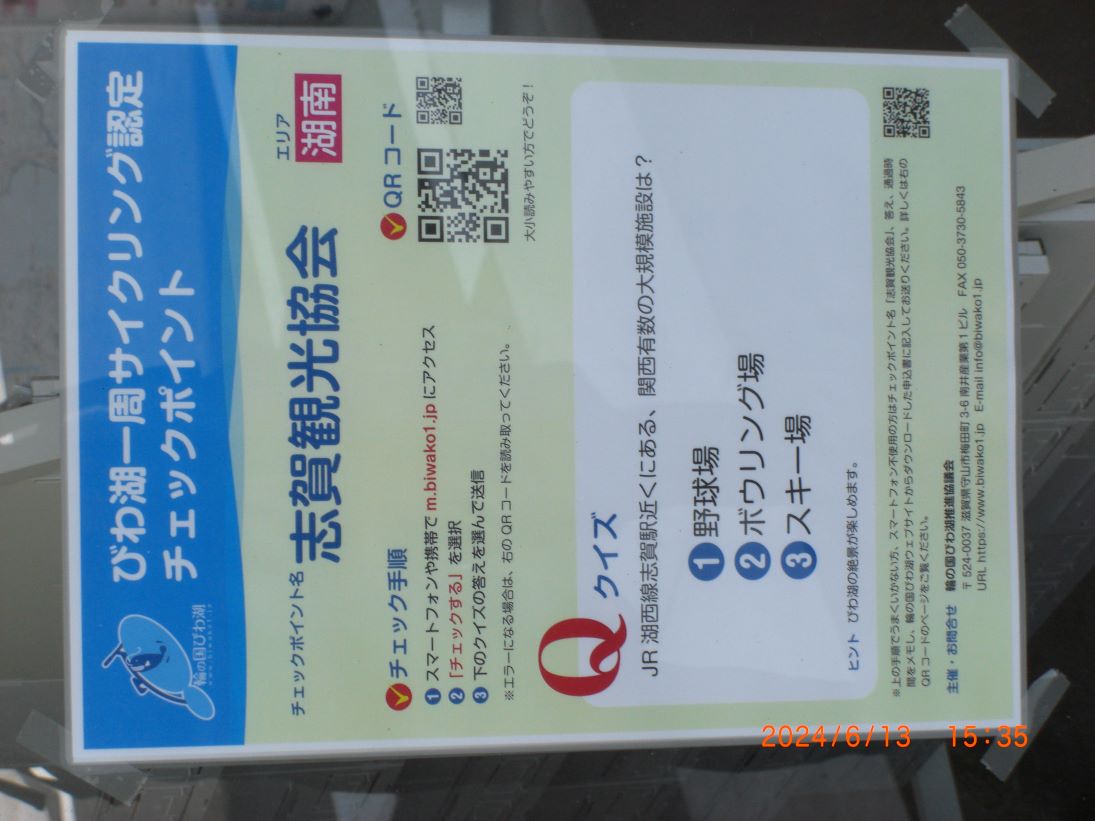 輪の国びわ湖
びわ湖一周サイクリング認定
チェックポイント
チェックポイント名
志賀観光協会
エリア
湖南
チェック手順
1 スマートフォンや携帯で m.biwako1.jp にアクセス
2 「チェックする」を選択
3 下のクイズの答えを選んで送信
※エラーになる場合は、右のQRコードを読み取ってください。
QRコード
大小読みやすい方でどうぞ！
Q クイズ
JR湖西線志賀駅近くにある、関西有数の大規模施設は？
1 野球場
2 ボウリング場
3 スキー場
ヒント びわ湖の絶景が楽しめます。
※上の手順でうまくいかない方、スマートフォン不使用の方はチェックポイント名「志賀観光協会」、答え、通過時
間をメモし、輪の国びわ湖ウェブサイトからダウンロードした申込書に記入してお送りください。詳しくは右の
QRコードのページをご覧ください。
主催・お問合せ 輪の国びわ湖推進協議会
〒524-0037 滋賀県守山市梅田町3-6 南井産業第1ビル FAX 050-3730-5843
URL https://www.biwako1.jp E-mail info@biwako1.jp
2024/6/13 15:35